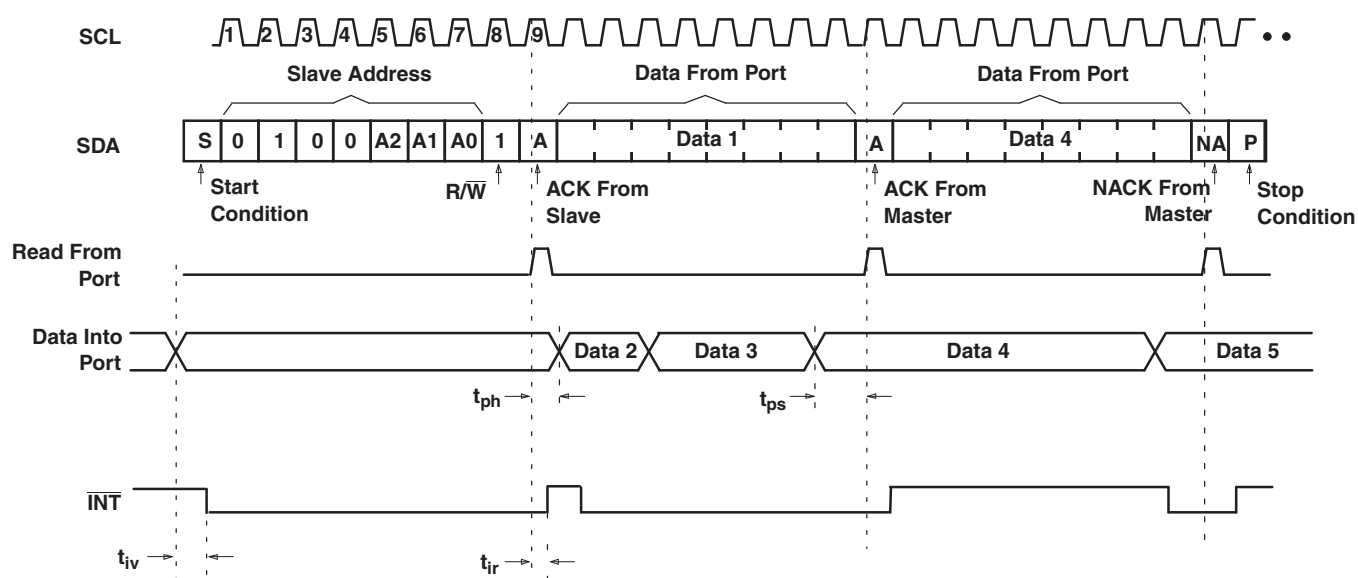 SCL 1 2 3 4 5 6 7 8 9
Slave Address Data From Port Data From Port
SDA S 0 1 0 0 A2 A1 A0 1 A Data 1 A Data 4 NA P
Start Condition
R/W̅
ACK From Slave
ACK From Master
NACK From Master
Stop Condition
Read From Port
Data Into Port
Data 2 Data 3 Data 4 Data 5
tph tps
I̅N̅T̅
tiv tir